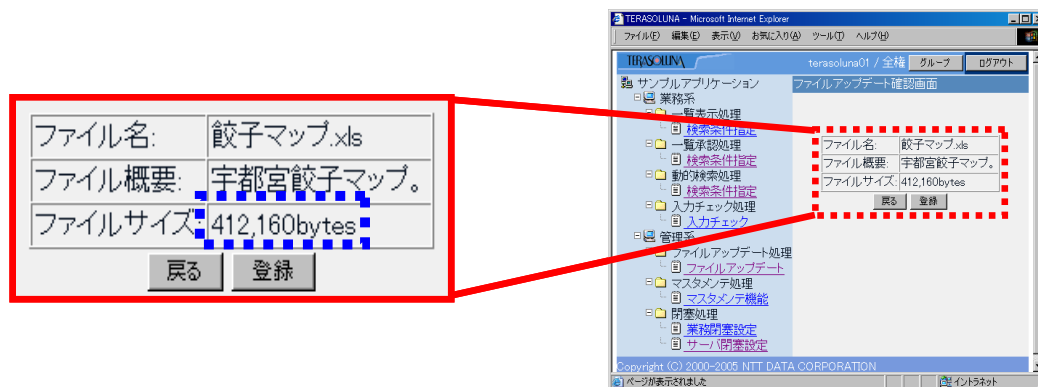 ファイル名: 餃子マップ.xls
ファイル概要: 宇都宮餃子マップ。
ファイルサイズ: 412,160bytes
戻る 登録
TERASOLUNA - Microsoft Internet Explorer
ファイル(F) 編集(E) 表示(V) お気に入り(A) ツール(T) ヘルプ(H)
TERASOLUNA terasoluna01 / 全権 グループ ログアウト
サンプルアプリケーション
ファイルアップデート確認画面
業務系
一覧表示処理
検索条件指定
一覧承認処理
検索条件指定
動的検索処理
検索条件指定
入力チェック処理
入力チェック
管理系
ファイルアップデート処理
ファイルアップデート
マスタメンテ処理
マスタメンテ機能
閉塞処理
業務閉塞設定
サーバ閉塞設定
ファイル名: 餃子マップ.xls
ファイル概要: 宇都宮餃子マップ。
ファイルサイズ: 412,160bytes
戻る 登録
Copyright (C) 2000-2005 NTT DATA CORPORATION
ページが表示されました イントラネット